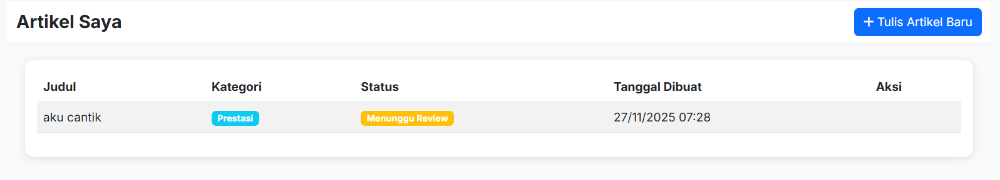 Artikel Saya
Tulis Artikel Baru
Judul Kategori Status Tanggal Dibuat Aksi
aku cantik Prestasi Menunggu Review 27/11/2025 07:28